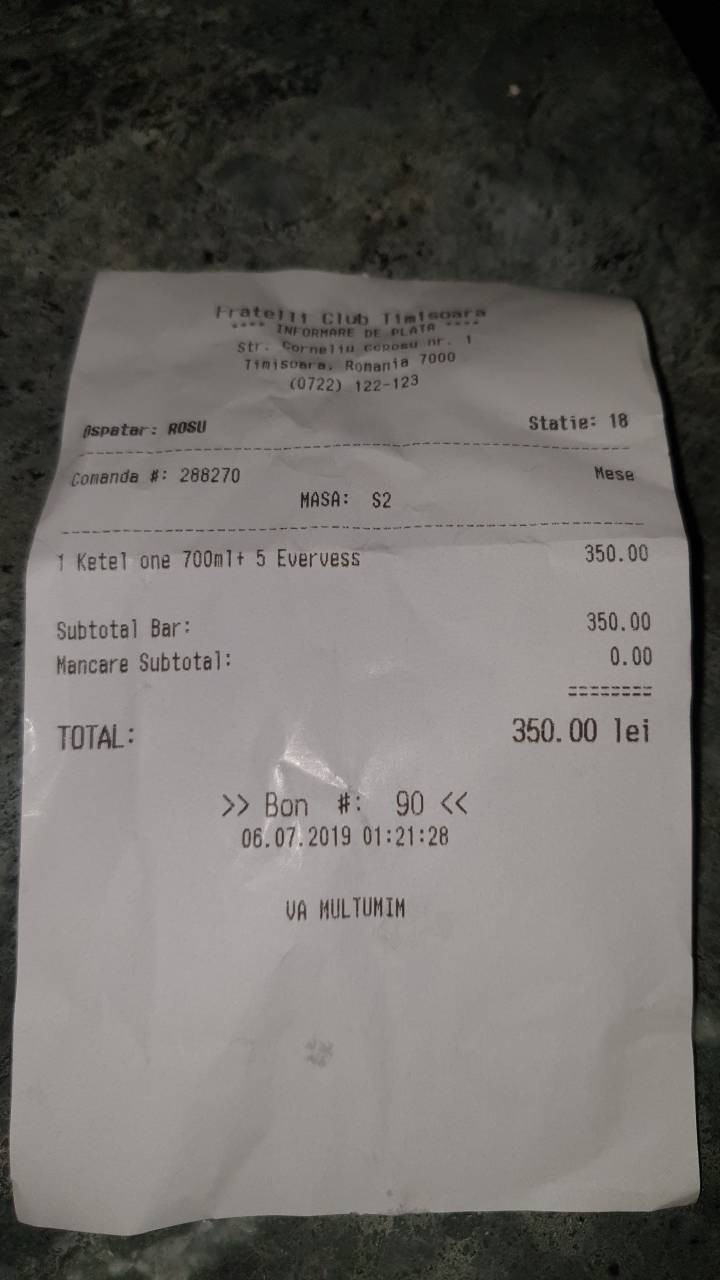 Fratelli Club Timisoara
**** INFORMARE DE PLATA ****
Str. Corneliu coposu nr. 1
Timisoara, Romania 7000
(0722) 122-123
Ospatar: ROSU Statie: 18
Comanda #: 288270 Mese
MASA: S2
1 Ketel one 700ml+ 5 Evervess 350.00
Subtotal Bar: 350.00
Mancare Subtotal: 0.00
========
TOTAL: 350.00 lei
>> Bon #: 90 <<
06.07.2019 01:21:28
VA MULTUMIM